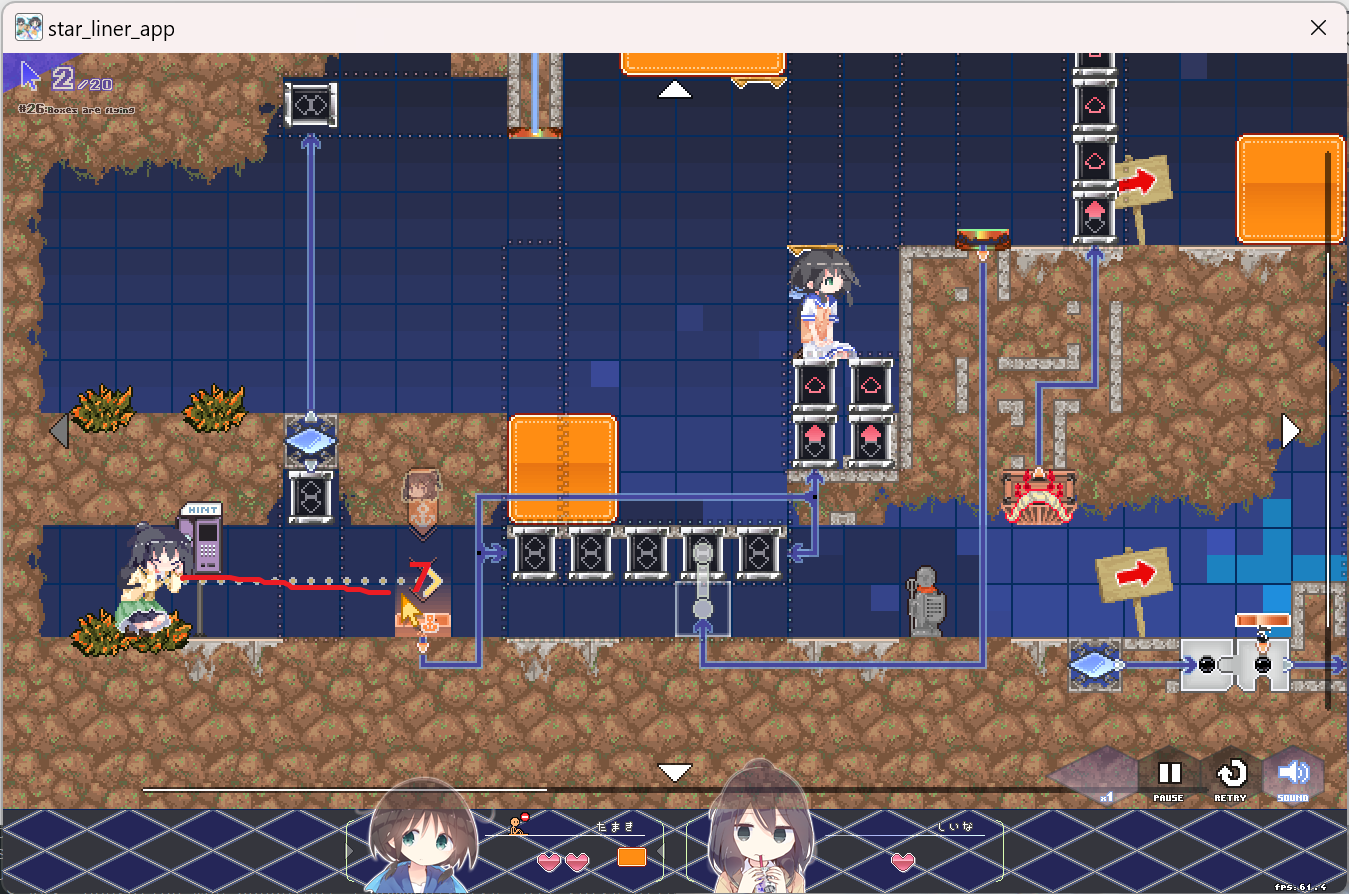 star_liner_app
2/20
#26:Boxes are flying
HINT
7
x1
PAUSE
RETRY
SOUND
たまき
しいな
fps:61.4